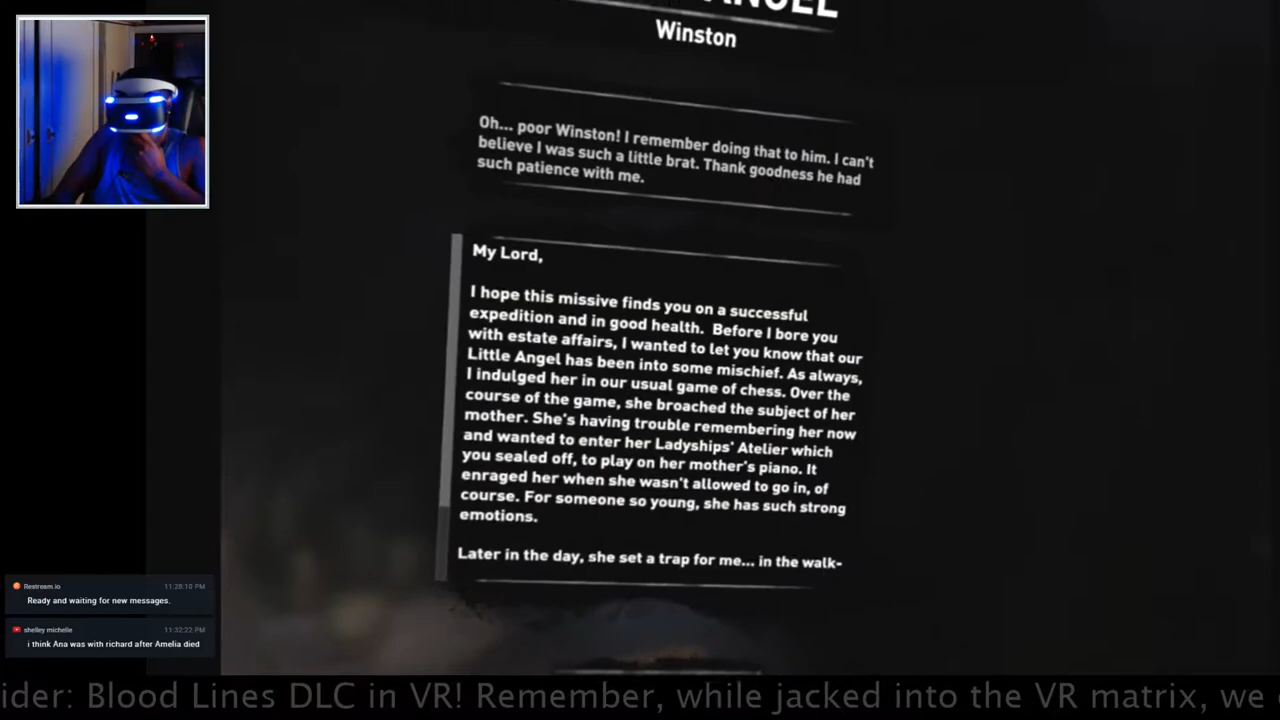 Winston
Oh... poor Winston! I remember doing that to him. I can't
believe I was such a little brat. Thank goodness he had
such patience with me.
My Lord,
I hope this missive finds you on a successful
expedition and in good health. Before I bore you
with estate affairs, I wanted to let you know that our
Little Angel has been into some mischief. As always,
I indulged her in our usual game of chess. Over the
course of the game, she broached the subject of her
mother. She's having trouble remembering her now
and wanted to enter her Ladyships' Atelier which
you sealed off, to play on her mother's piano. It
enraged her when she wasn't allowed to go in, of
course. For someone so young, she has such strong
emotions.
Later in the day, she set a trap for me... in the walk-
Restream.io 11:28:10 PM
Ready and waiting for new messages.
shelley michelle 11:32:22 PM
i think Ana was with richard after Amelia died
ider: Blood Lines DLC in VR! Remember, while jacked into the VR matrix, we